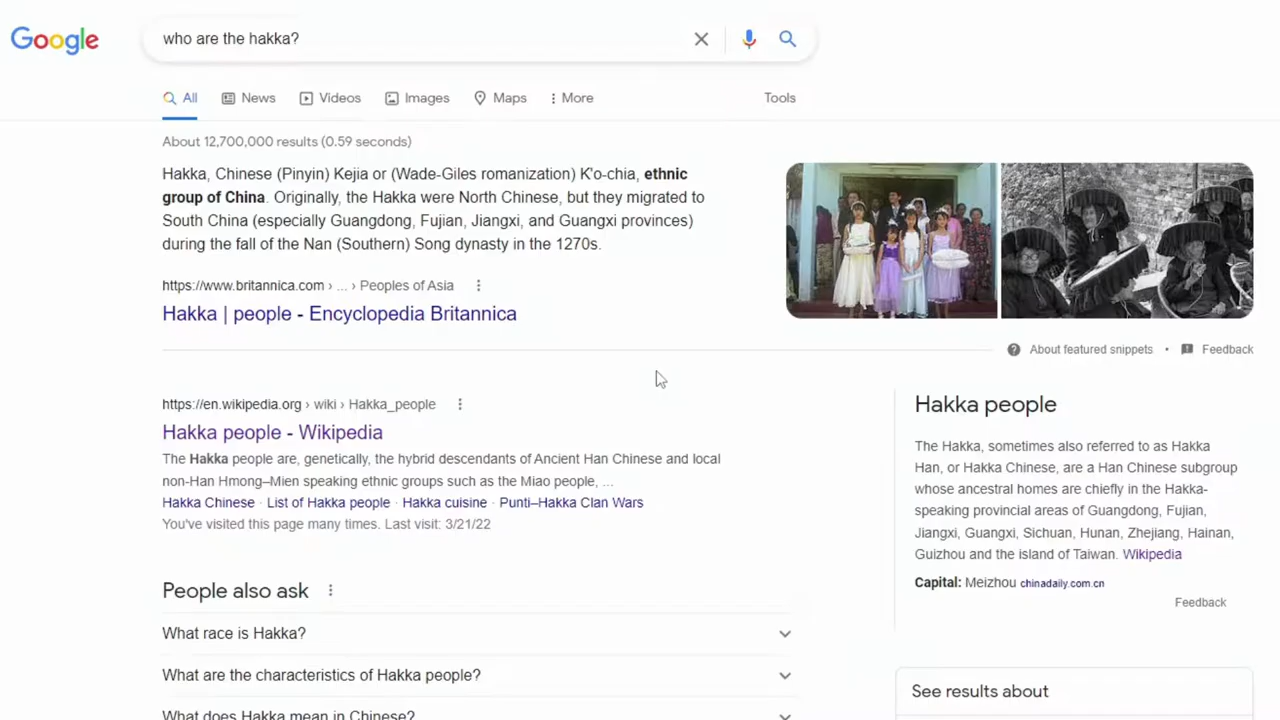 Google
who are the hakka?
All
News
Videos
Images
Maps
More
Tools
About 12,700,000 results (0.59 seconds)
Hakka, Chinese (Pinyin) Kejia or (Wade-Giles romanization) K'o-chia, ethnic
group of China. Originally, the Hakka were North Chinese, but they migrated to
South China (especially Guangdong, Fujian, Jiangxi, and Guangxi provinces)
during the fall of the Nan (Southern) Song dynasty in the 1270s.
https://www.britannica.com › ... › Peoples of Asia
Hakka | people - Encyclopedia Britannica
About featured snippets • Feedback
https://en.wikipedia.org › wiki › Hakka_people
Hakka people - Wikipedia
The Hakka people are, genetically, the hybrid descendants of Ancient Han Chinese and local
non-Han Hmong–Mien speaking ethnic groups such as the Miao people, ...
Hakka Chinese · List of Hakka people · Hakka cuisine · Punti–Hakka Clan Wars
You've visited this page many times. Last visit: 3/21/22
People also ask
What race is Hakka?
What are the characteristics of Hakka people?
What does Hakka mean in Chinese?
Hakka people
The Hakka, sometimes also referred to as Hakka
Han, or Hakka Chinese, are a Han Chinese subgroup
whose ancestral homes are chiefly in the Hakka-
speaking provincial areas of Guangdong, Fujian,
Jiangxi, Guangxi, Sichuan, Hunan, Zhejiang, Hainan,
Guizhou and the island of Taiwan. Wikipedia
Capital: Meizhou chinadaily.com.cn
Feedback
See results about